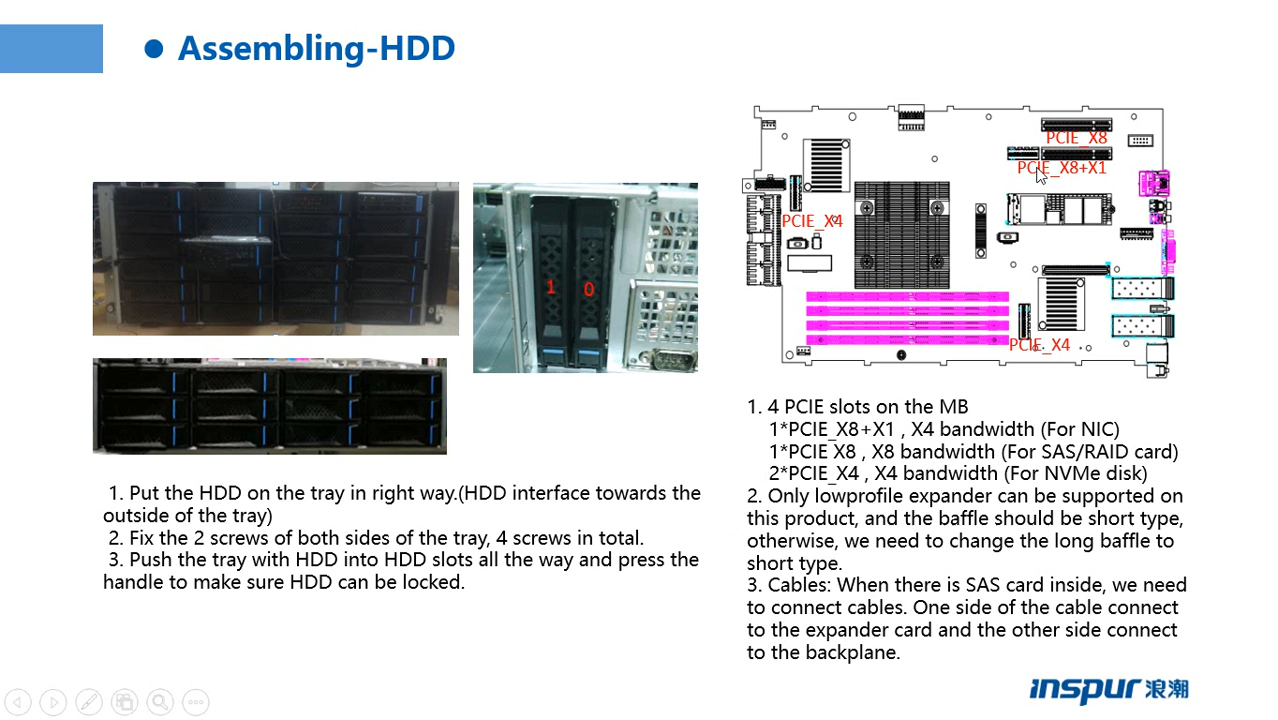 Assembling-HDD
1 0
1. Put the HDD on the tray in right way.(HDD interface towards the
outside of the tray)
2. Fix the 2 screws of both sides of the tray, 4 screws in total.
3. Push the tray with HDD into HDD slots all the way and press the
handle to make sure HDD can be locked.
PCIE_X8
PCIE_X8+X1
PCIE_X4
PCIE_X4
1. 4 PCIE slots on the MB
1*PCIE_X8+X1 , X4 bandwidth (For NIC)
1*PCIE X8 , X8 bandwidth (For SAS/RAID card)
2*PCIE_X4 , X4 bandwidth (For NVMe disk)
2. Only lowprofile expander can be supported on
this product, and the baffle should be short type,
otherwise, we need to change the long baffle to
short type.
3. Cables: When there is SAS card inside, we need
to connect cables. One side of the cable connect
to the expander card and the other side connect
to the backplane.
inspur 浪潮